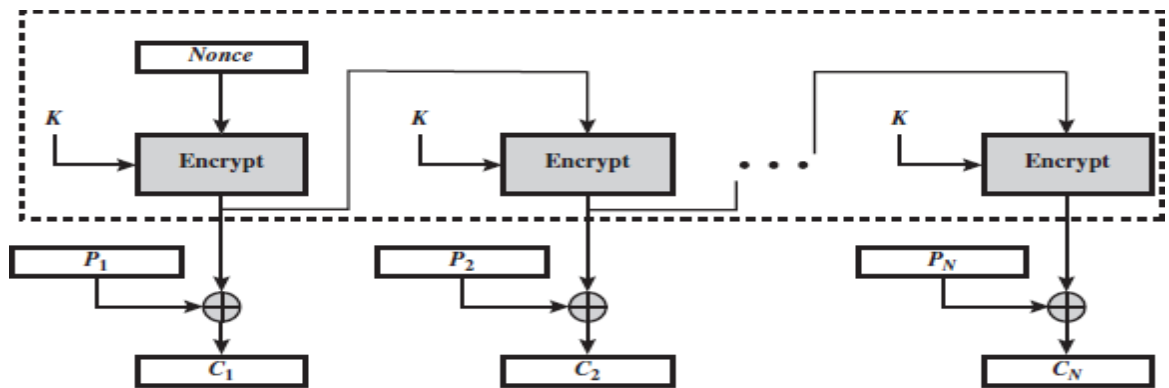 Nonce
K K K
Encrypt Encrypt • • • Encrypt
P1 P2 PN
C1 C2 CN